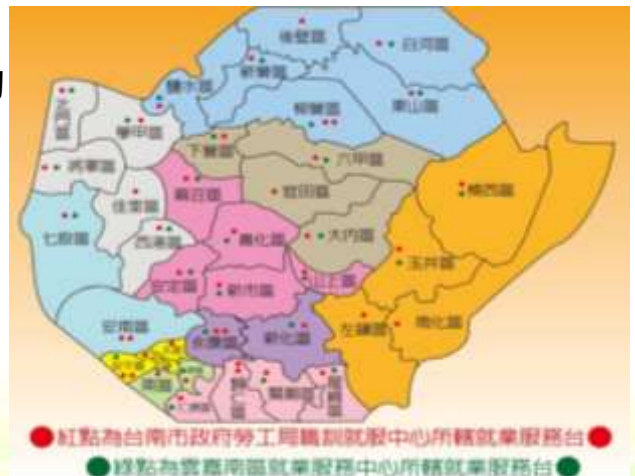 後壁區
白河區
新營區
鹽水區
柳營區
東山區
北門區
學甲區
下營區
六甲區
將軍區
麻豆區
官田區
楠西區
佳里區
七股區
西港區
善化區
大內區
玉井區
安定區
新市區
山上區
安南區
左鎮區
南化區
永康區
新化區
南區
歸仁區
關廟區
龍崎區
紅點為台南市政府勞工局職訓就服中心所轄就業服務台
綠點為雲嘉南區就業服務中心所轄就業服務台